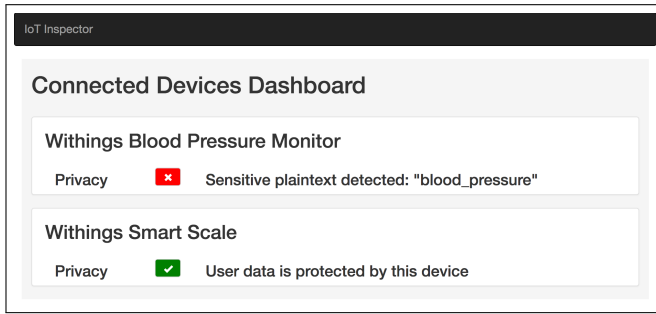 IoT Inspector
Connected Devices Dashboard
Withings Blood Pressure Monitor
Privacy Sensitive plaintext detected: "blood_pressure"
Withings Smart Scale
Privacy User data is protected by this device